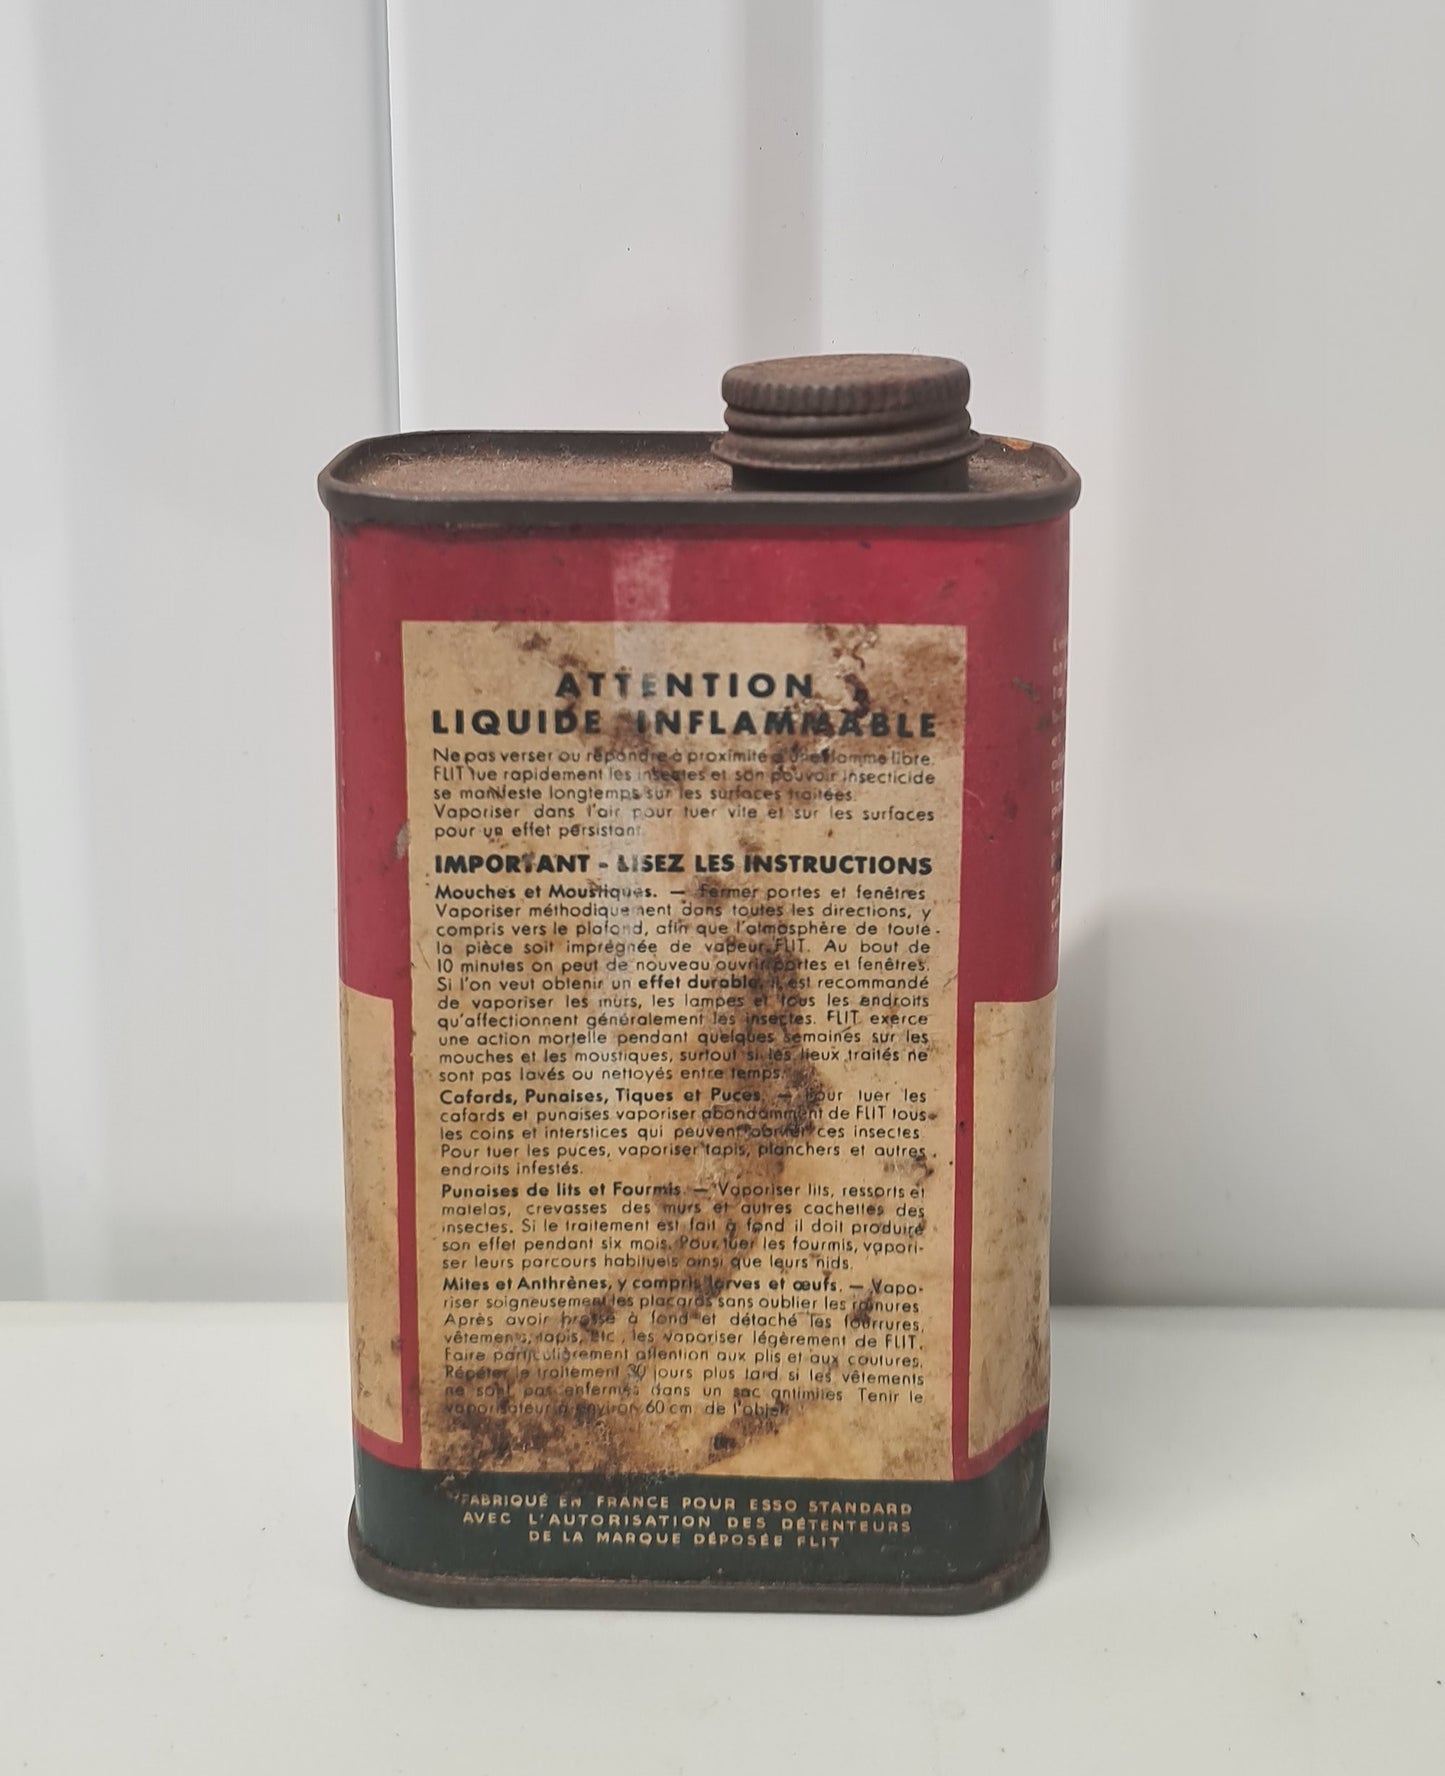 ATTENTION
LIQUIDE INFLAMMABLE
Ne pas verser ou répandre à proximité d'une flamme libre.
FLIT tue rapidement les insectes et son pouvoir insecticide
se manifeste longtemps sur les surfaces traitées.
Vaporiser dans l'air pour tuer vite et sur les surfaces
pour un effet persistant.
IMPORTANT - LISEZ LES INSTRUCTIONS
Mouches et Moustiques. — Fermer portes et fenêtres
Vaporiser méthodiquement dans toutes les directions, y
compris vers le plafond, afin que l'atmosphère de toute
la pièce soit imprégnée de vapeur FLIT. Au bout de
10 minutes on peut de nouveau ouvrir portes et fenêtres.
Si l'on veut obtenir un effet durable, il est recommandé
de vaporiser les murs, les lampes et tous les endroits
qu'affectionnent généralement les insectes. FLIT exerce
une action mortelle pendant quelques semaines sur les
mouches et les moustiques, surtout si les lieux traités ne
sont pas lavés ou nettoyés entre temps.
Cafards, Punaises, Tiques et Puces. — Pour tuer les
cafards et punaises vaporiser abondamment de FLIT tous
les coins et interstices qui peuvent abriter ces insectes.
Pour tuer les puces, vaporiser tapis, planchers et autres
endroits infestés.
Punaises de lits et Fourmis. — Vaporiser lits, ressorts et
matelas, crevasses des murs et autres cachettes des
insectes. Si le traitement est fait à fond il doit produire
son effet pendant six mois. Pour tuer les fourmis, vapori-
ser leurs parcours habituels ainsi que leurs nids.
Mites et Anthrènes, y compris larves et œufs. — Vapo-
riser soigneusement les placards sans oublier les rainures
Après avoir brossé à fond et détaché les fourrures,
vêtements, tapis, etc., les vaporiser légèrement de FLIT.
Faire particulièrement attention aux plis et aux coutures.
Répéter le traitement 30 jours plus tard si les vêtements
ne sont pas enfermés dans un sac antimites Tenir le
vaporisateur à environ 60 cm de l'objet.
FABRIQUÉ EN FRANCE POUR ESSO STANDARD
AVEC L'AUTORISATION DES DÉTENTEURS
DE LA MARQUE DÉPOSÉE FLIT